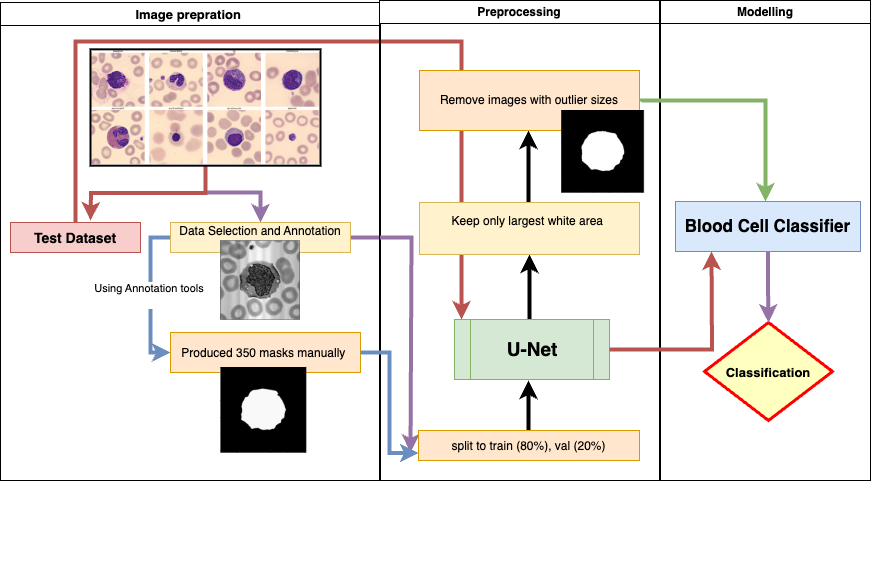 Image prepration
Preprocessing
Modelling
Remove images with outlier sizes
Keep only largest white area
Blood Cell Classifier
Test Dataset
Data Selection and Annotation
Using Annotation tools
Produced 350 masks manually
U-Net
Classification
split to train (80%), val (20%)